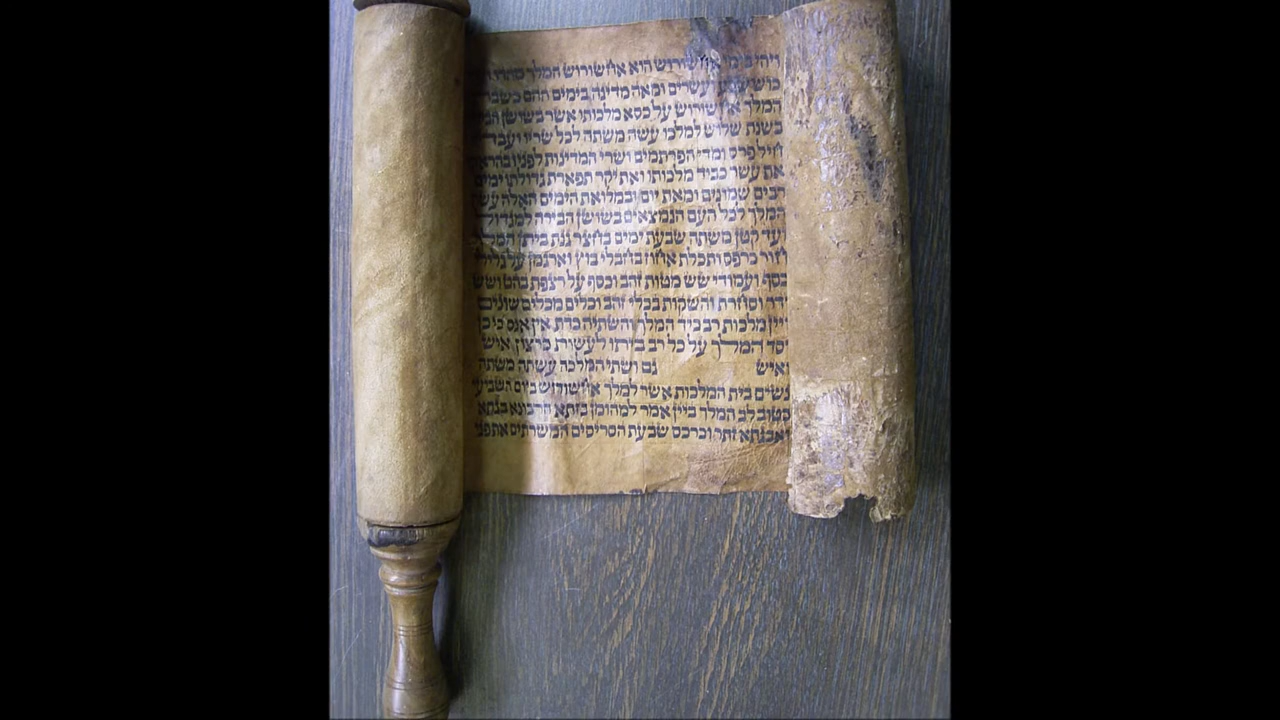 ויהי בימי אחשורוש הוא אחשורוש המלך
כוש שבע ועשרים ומאה מדינה בימים ההם כשבת
המלך אחשורוש על כסא מלכותו אשר בשושן
בשנת שלוש למלכו עשה משתה לכל שריו ועבדיו
חיל פרס ומדי הפרתמים ושרי המדינות לפניו
את עשר כבוד מלכותו ואת יקר תפארת גדולתו ימים
רבים שמונים ומאת יום ובמלואת הימים האלה עשה
המלך לכל העם הנמצאים בשושן הבירה למגדול
ועד קטן משתה שבעת ימים בחצר גנת ביתן המלך
חור כרפס ותכלת אחוז בחבלי בוץ וארגמן על גלילי
כסף ועמודי שש מטות זהב וכסף על רצפת בהט ושש
ודר וסחרת והשקות בכלי זהב וכלים מכלים שונים
ויין מלכות רב כיד המלך והשתיה כדת אין אנס כי כן
יסד המלך על כל רב ביתו לעשות כרצון איש
ואיש גם ושתי המלכה עשתה משתה
נשים בית המלכות אשר למלך אחשורוש ביום השביעי
כטוב לב המלך ביין אמר למהומן בזתא חרבונא בגתא
ואבגתא זתר וכרכס שבעת הסריסים המשרתים את פני